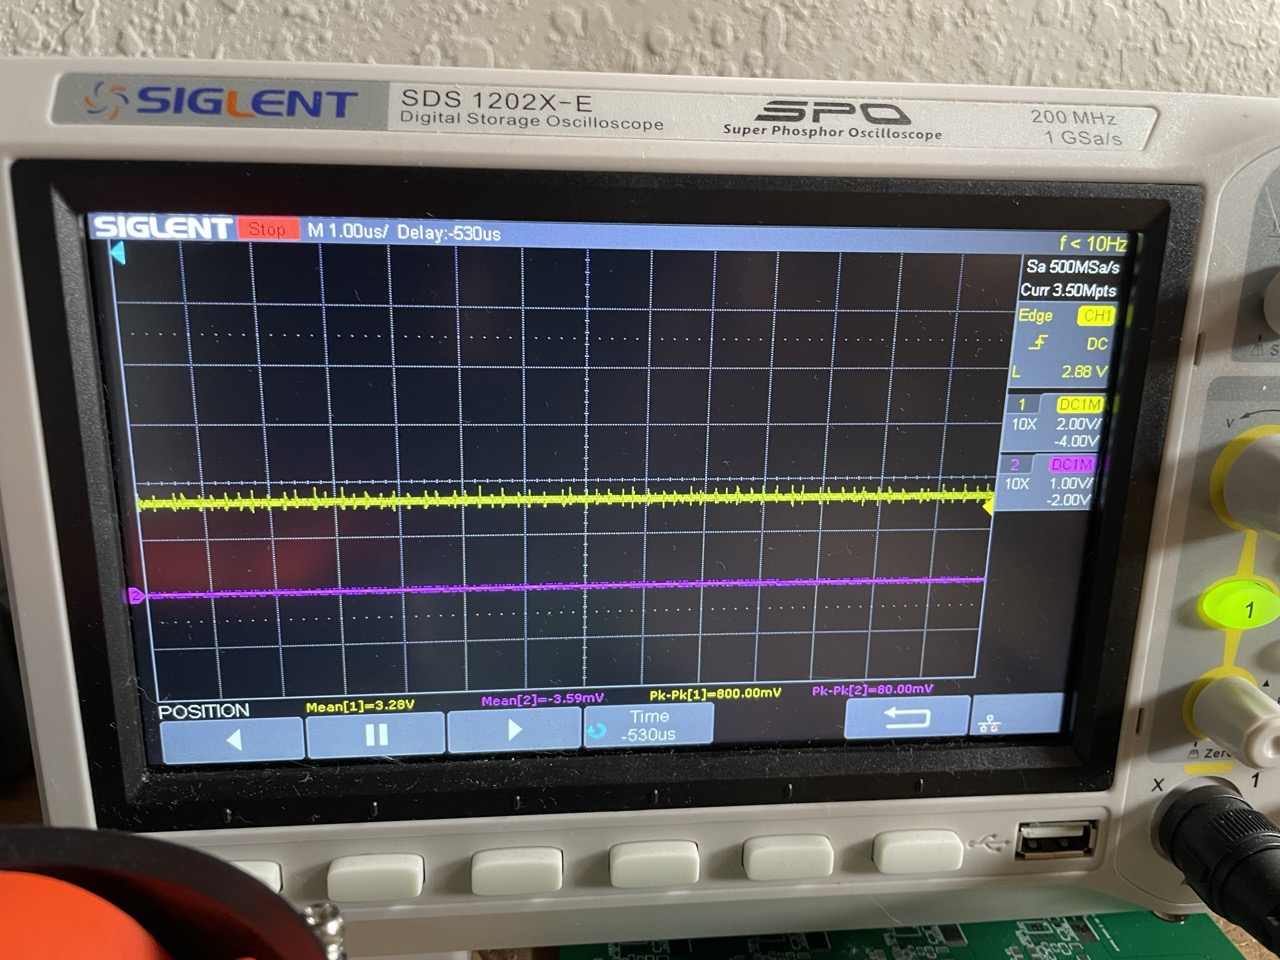 SIGLENT
SDS 1202X-E
Digital Storage Oscilloscope
SPO
Super Phosphor Oscilloscope
200 MHz
1 GSa/s
SIGLENT Stop M 1.00us/ Delay:-530us
f < 10Hz
Sa 500MSa/s
Curr 3.50Mpts
Edge CH1
DC
L 2.88 V
1 DC1M
10X 2.00V/
-4.00V
2 DC1M
10X 1.00V/
-2.00V
2
POSITION
Mean[1]=3.28V
Mean[2]=-3.59mV
Pk-Pk[1]=800.00mV
Pk-Pk[2]=80.00mV
Time
-530us
V
1
Zero
X
1